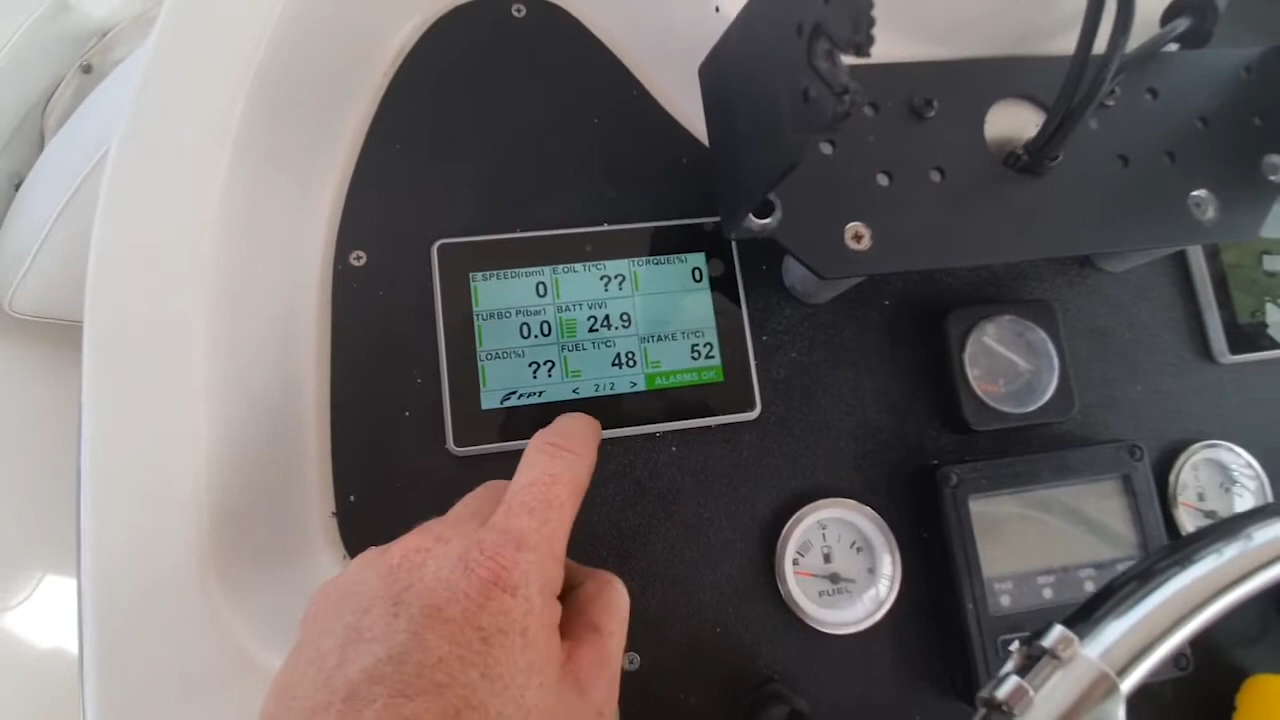 E.SPEED(rpm) E.OIL T(°C) TORQUE(%)
0 ?? 0
TURBO P(bar) BATT V(V)
0.0 24.9
LOAD(%) FUEL T(°C) INTAKE T(°C)
?? 48 52
FPT < 2/2 > ALARMS OK
FUEL